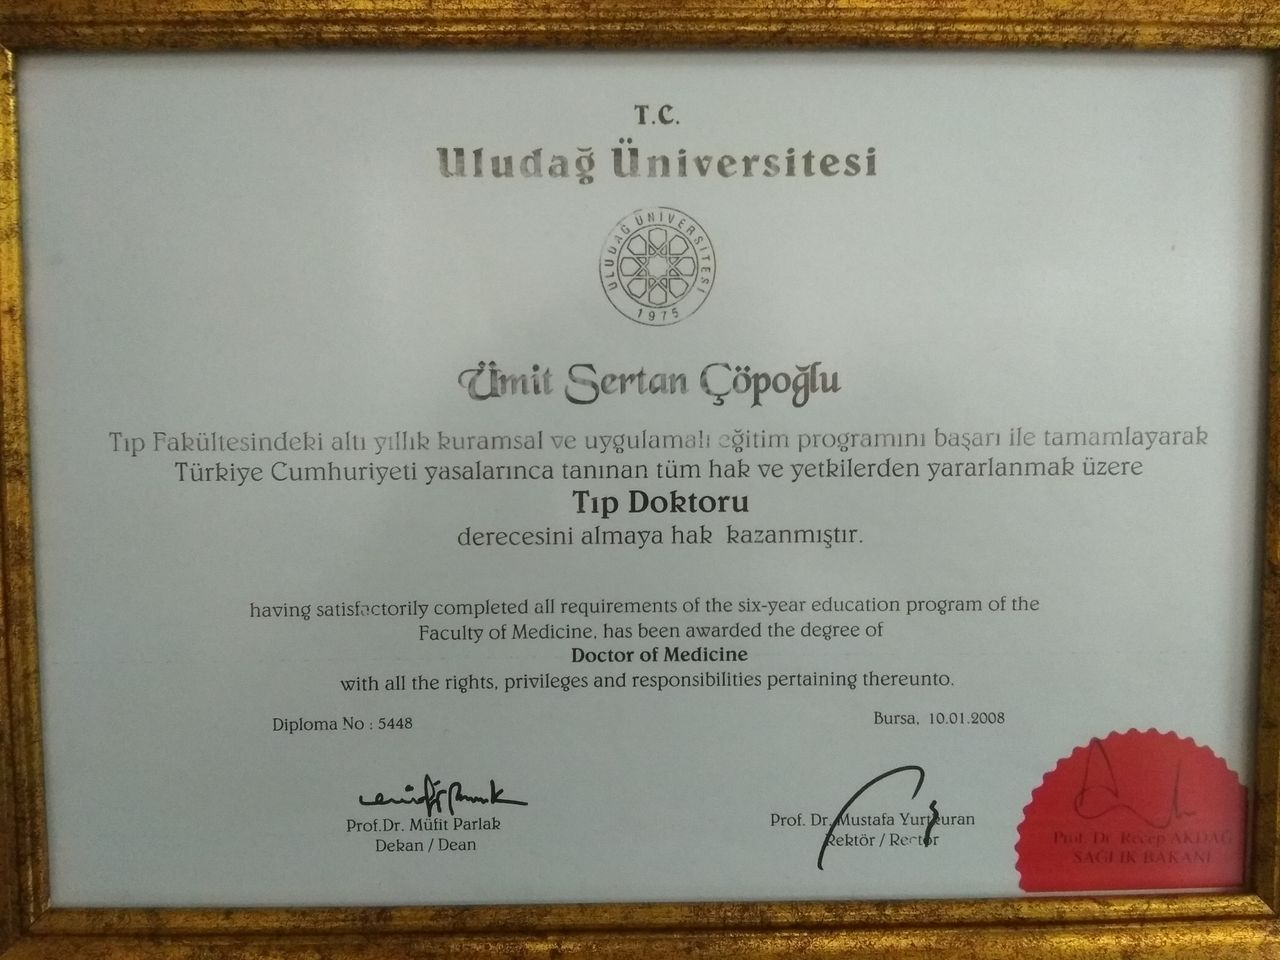 T.C.
Uludağ Üniversitesi
ULUDAĞ ÜNİVERSİTESİ
1975
Ümit Sertan Çöpoğlu
Tıp Fakültesindeki altı yıllık kuramsal ve uygulamalı eğitim programını başarı ile tamamlayarak
Türkiye Cumhuriyeti yasalarınca tanınan tüm hak ve yetkilerden yararlanmak üzere
Tıp Doktoru
derecesini almaya hak kazanmıştır.
having satisfactorily completed all requirements of the six-year education program of the
Faculty of Medicine, has been awarded the degree of
Doctor of Medicine
with all the rights, privileges and responsibilities pertaining thereunto.
Diploma No : 5448
Bursa, 10.01.2008
Prof.Dr. Müfit Parlak
Dekan / Dean
Prof. Dr. Mustafa Yurtkuran
Rektör / Rector
Prof. Dr. Recep AKDAĞ
SAĞLIK BAKANI